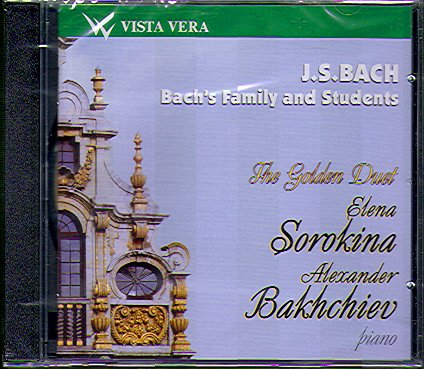 VISTA VERA
J.S.BACH
Bach's Family and Students
The Golden Duet
Elena
Sorokina
Alexander
Bakhchiev
piano